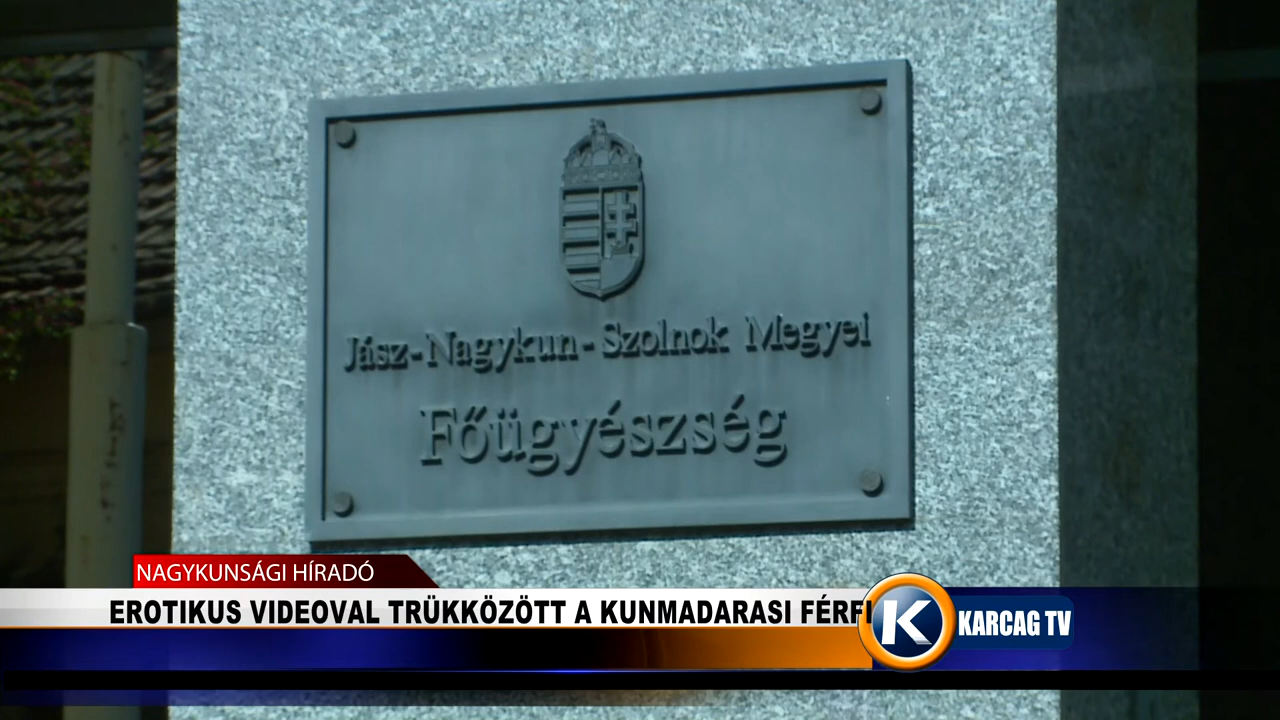 Jász-Nagykun-Szolnok Megyei
Főügyészség
NAGYKUNSÁGI HÍRADÓ
EROTIKUS VIDEOVAL TRÜKKÖZÖTT A KUNMADARASI FÉRFI
K KARCAG TV